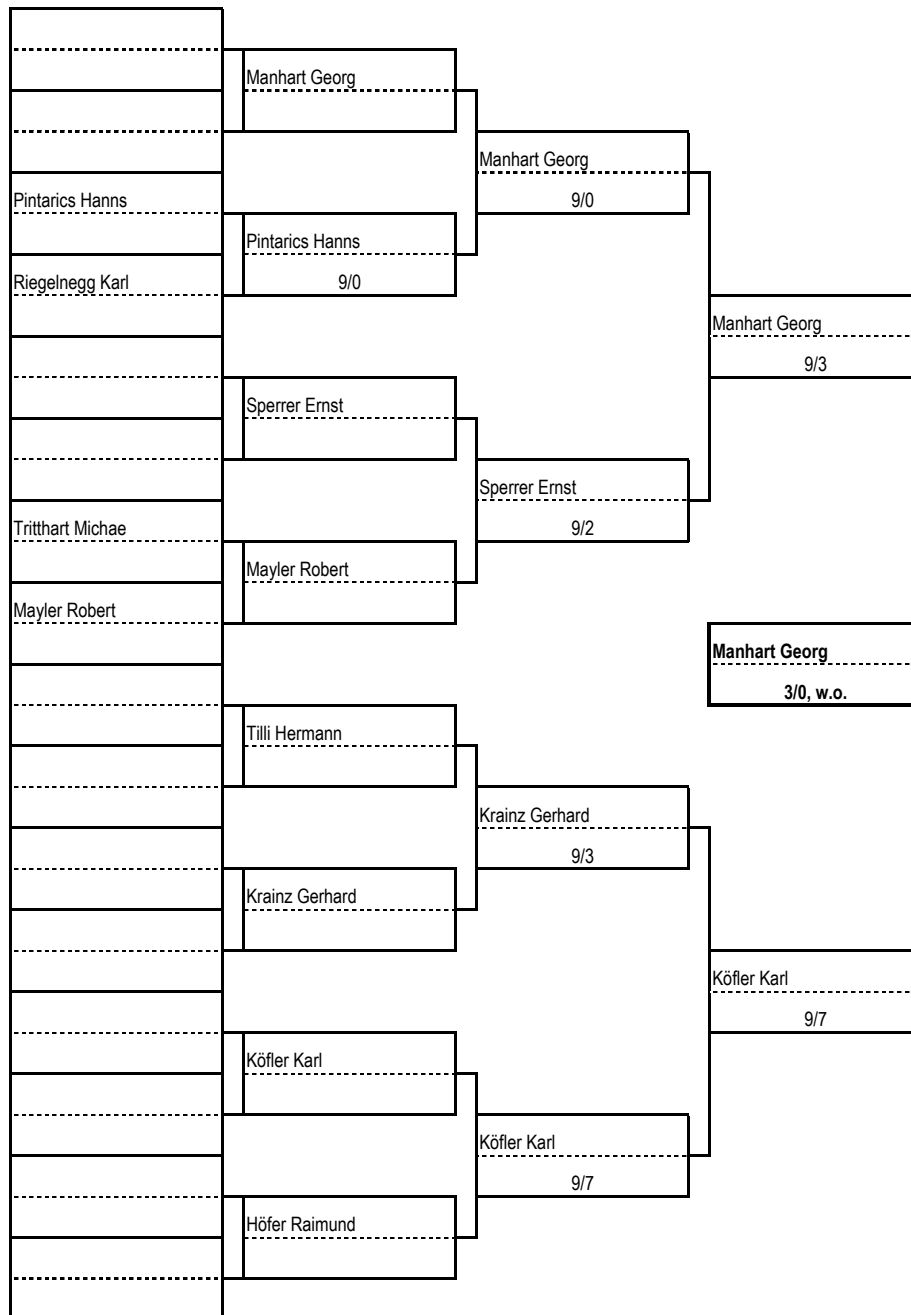 Pintarics Hanns
Riegelnegg Karl
Tritthart Michae
Mayler Robert
Manhart Georg
Pintarics Hanns
9/0
Sperrer Ernst
Mayler Robert
Tilli Hermann
Krainz Gerhard
Köfler Karl
Höfer Raimund
Manhart Georg
9/0
Sperrer Ernst
9/2
Krainz Gerhard
9/3
Köfler Karl
9/7
Manhart Georg
9/3
Manhart Georg
3/0, w.o.
Köfler Karl
9/7